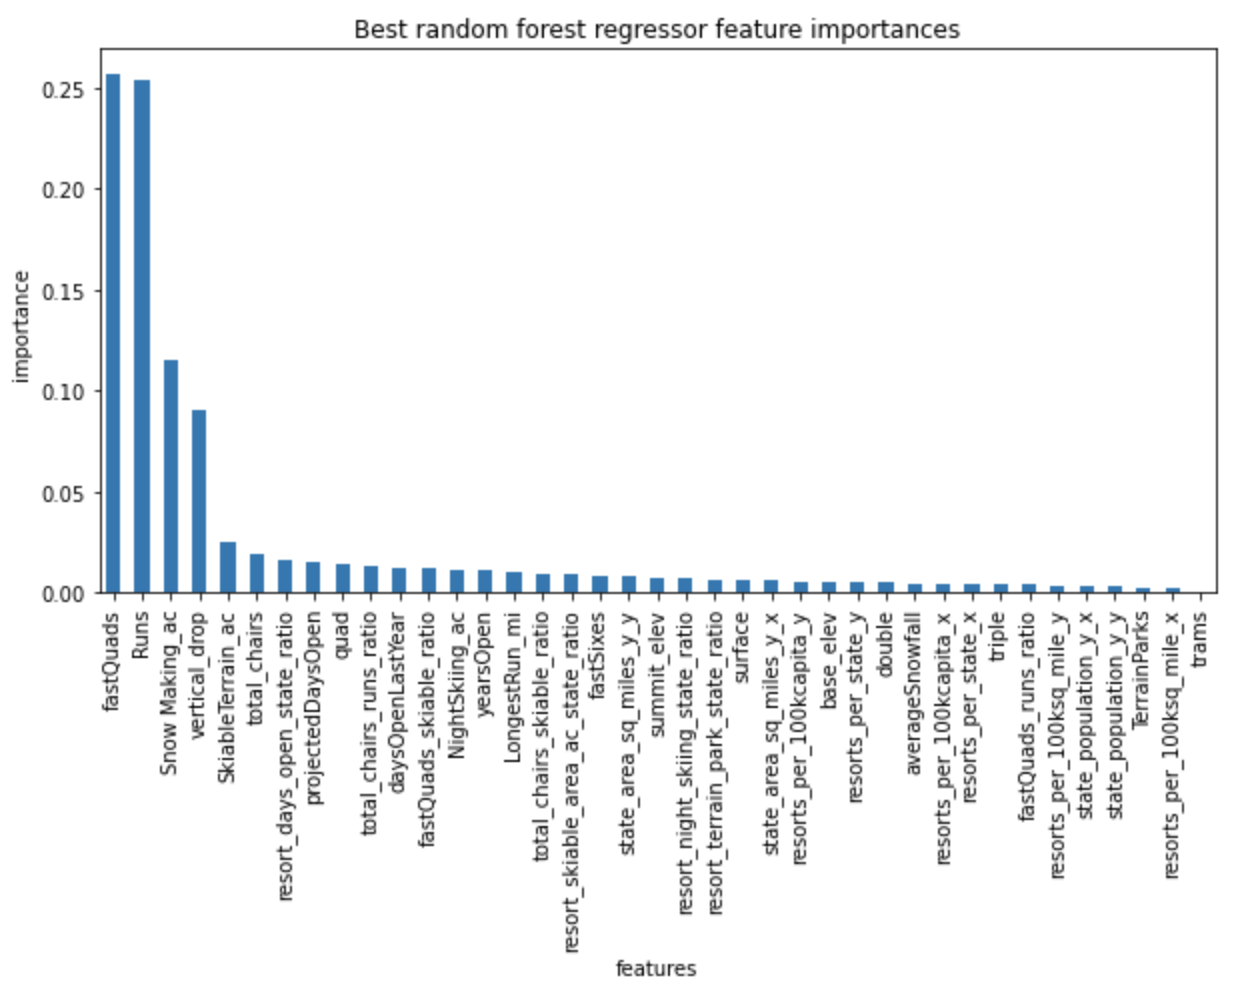 Best random forest regressor feature importances
importance
0.25
0.20
0.15
0.10
0.05
0.00
fastQuads
Runs
Snow Making_ac
vertical_drop
SkiableTerrain_ac
total_chairs
resort_days_open_state_ratio
projectedDaysOpen
quad
total_chairs_runs_ratio
daysOpenLastYear
fastQuads_skiable_ratio
NightSkiing_ac
yearsOpen
LongestRun_mi
total_chairs_skiable_ratio
resort_skiable_area_ac_state_ratio
fastSixes
state_area_sq_miles_y_y
summit_elev
resort_night_skiing_state_ratio
resort_terrain_park_state_ratio
surface
state_area_sq_miles_y_x
resorts_per_100kcapita_y
base_elev
resorts_per_state_y
double
averageSnowfall
resorts_per_100kcapita_x
resorts_per_state_x
triple
fastQuads_runs_ratio
resorts_per_100ksq_mile_y
state_population_y_x
state_population_y_y
TerrainParks
resorts_per_100ksq_mile_x
trams
features